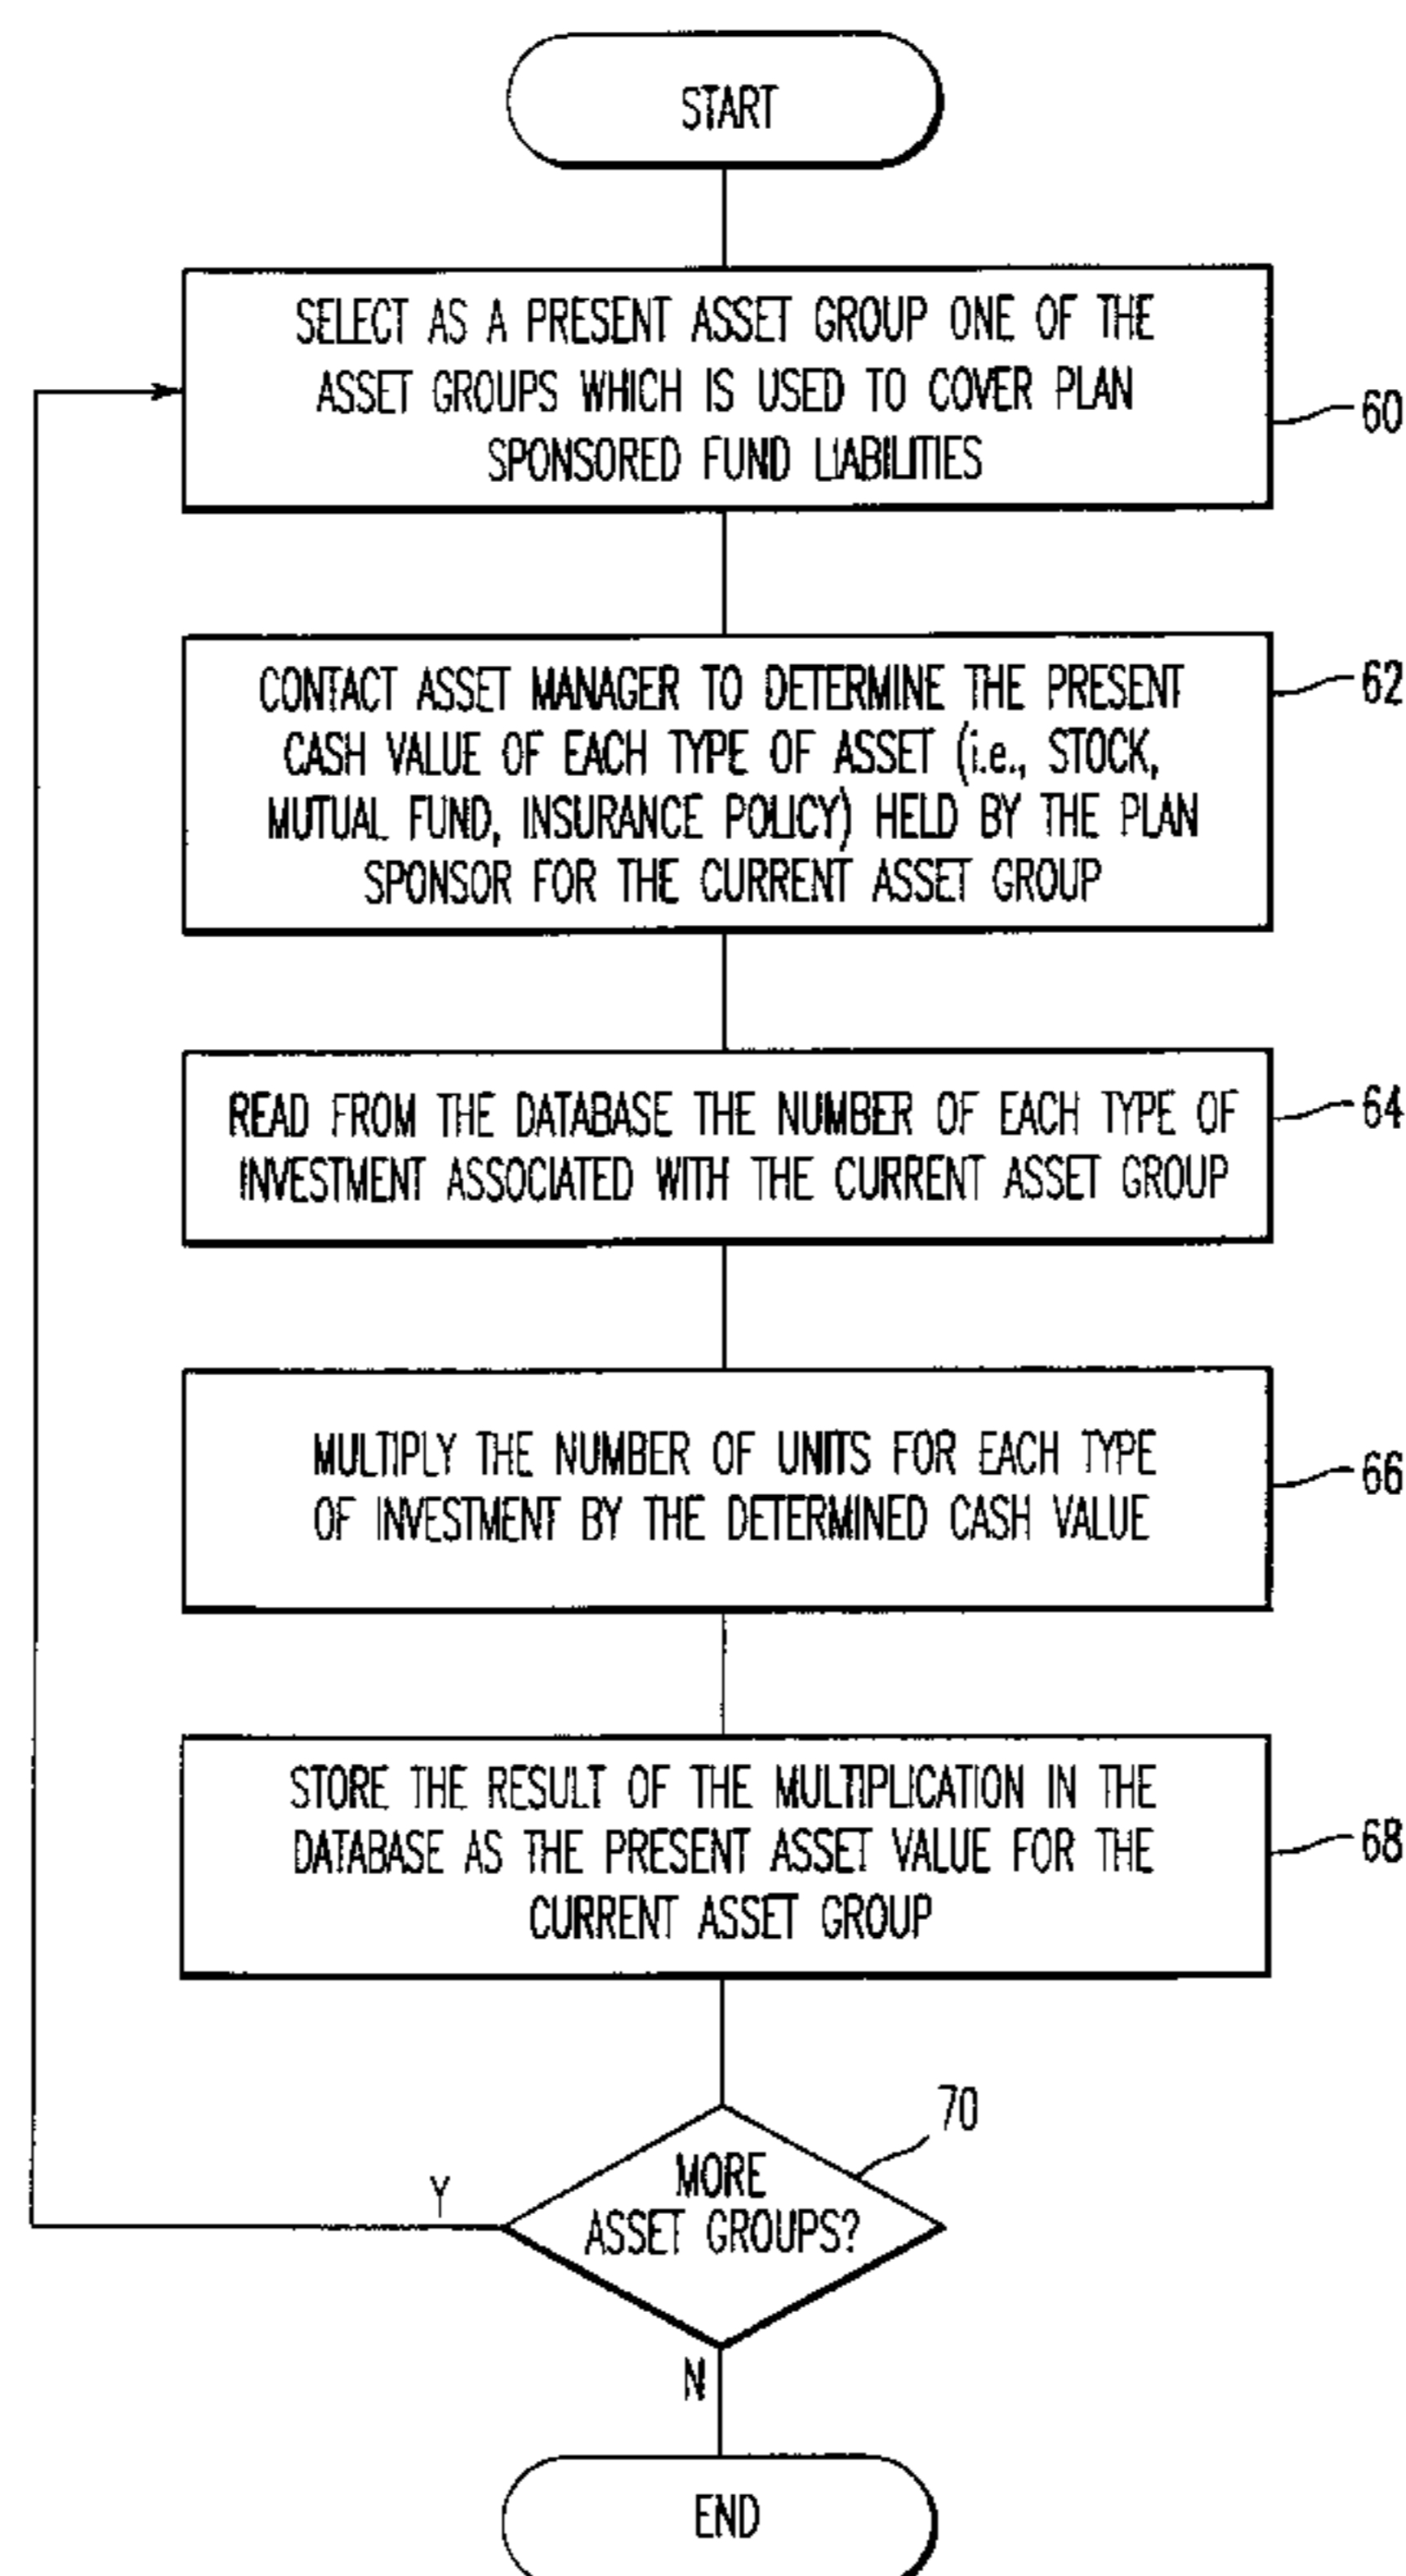 START
SELECT AS A PRESENT ASSET GROUP ONE OF THE
ASSET GROUPS WHICH IS USED TO COVER PLAN
SPONSORED FUND LIABILITIES
60
CONTACT ASSET MANAGER TO DETERMINE THE PRESENT
CASH VALUE OF EACH TYPE OF ASSET (i.e., STOCK,
MUTUAL FUND, INSURANCE POLICY) HELD BY THE PLAN
SPONSOR FOR THE CURRENT ASSET GROUP
62
READ FROM THE DATABASE THE NUMBER OF EACH TYPE OF
INVESTMENT ASSOCIATED WITH THE CURRENT ASSET GROUP
64
MULTIPLY THE NUMBER OF UNITS FOR EACH TYPE
OF INVESTMENT BY THE DETERMINED CASH VALUE
66
STORE THE RESULT OF THE MULTIPLICATION IN THE
DATABASE AS THE PRESENT ASSET VALUE FOR THE
CURRENT ASSET GROUP
68
70
MORE
ASSET GROUPS?
Y
N
END